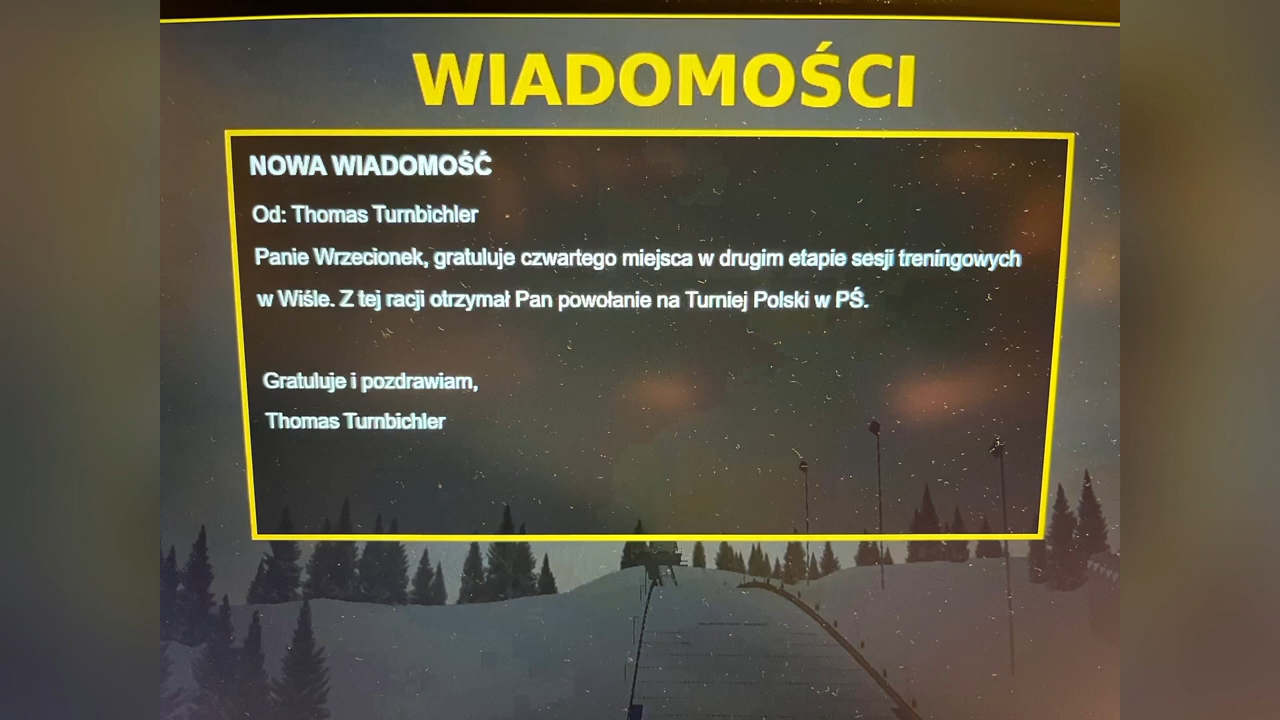 WIADOMOŚCI
NOWA WIADOMOŚĆ
Od: Thomas Turnbichler
Panie Wrzecionek, gratuluje czwartego miejsca w drugim etapie sesji treningowych
w Wiśle. Z tej racji otrzymał Pan powołanie na Turniej Polski w PŚ.
Gratuluje i pozdrawiam,
Thomas Turnbichler